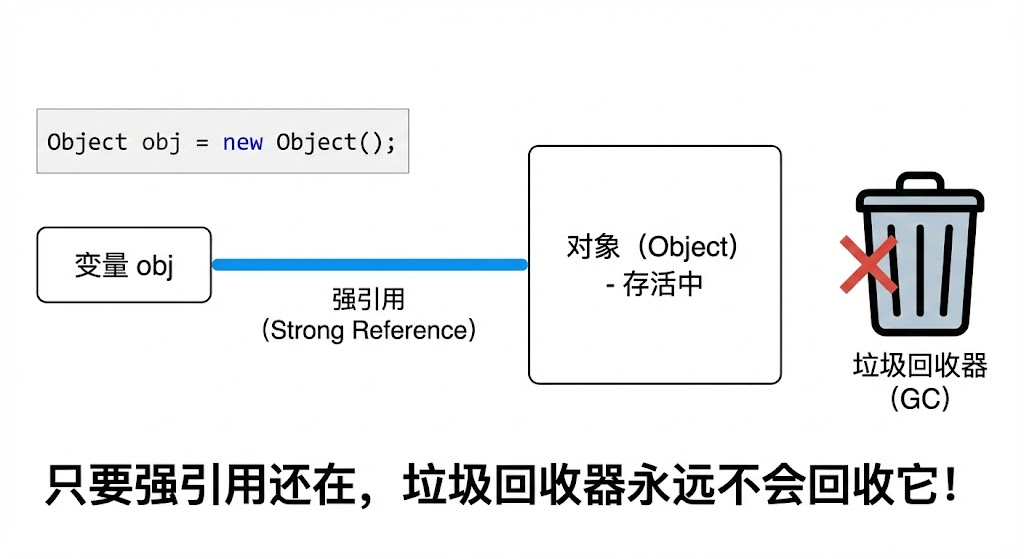 Object obj = new Object();
变量 obj
强引用
（Strong Reference）
对象（Object）
- 存活中
垃圾回收器
（GC）
只要强引用还在，垃圾回收器永远不会回收它！